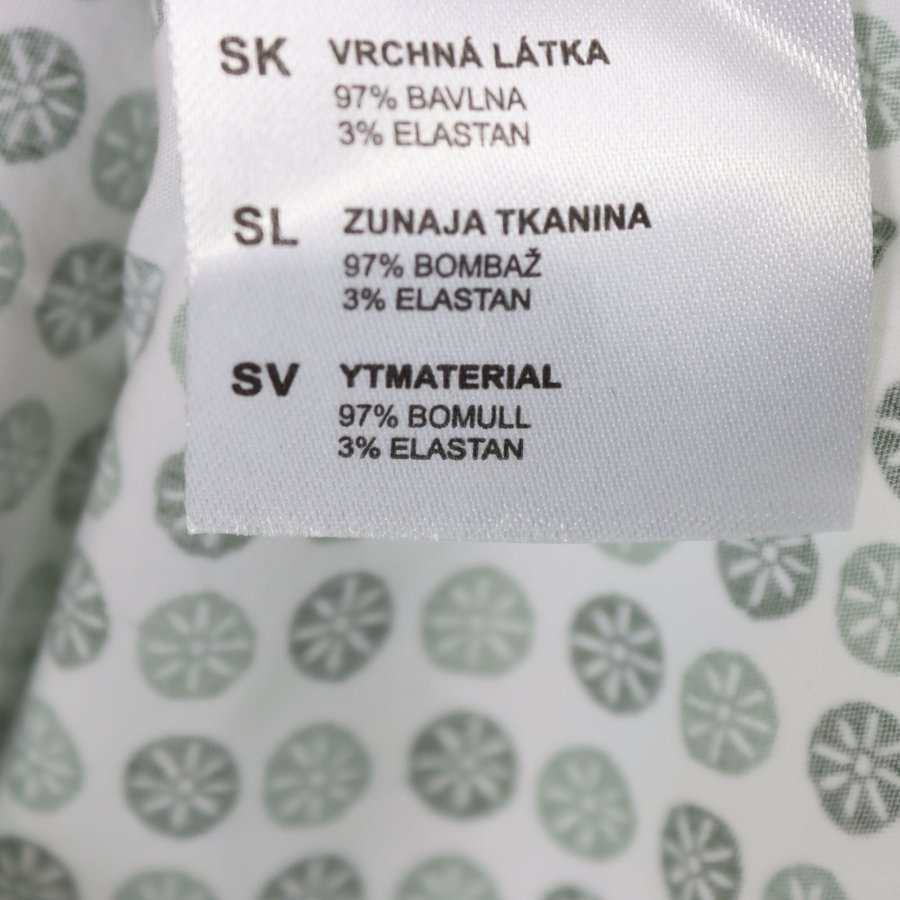 SK VRCHNÁ LÁTKA
97% BAVLNA
3% ELASTAN
SL ZUNAJA TKANINA
97% BOMBAŽ
3% ELASTAN
SV YTMATERIAL
97% BOMULL
3% ELASTAN